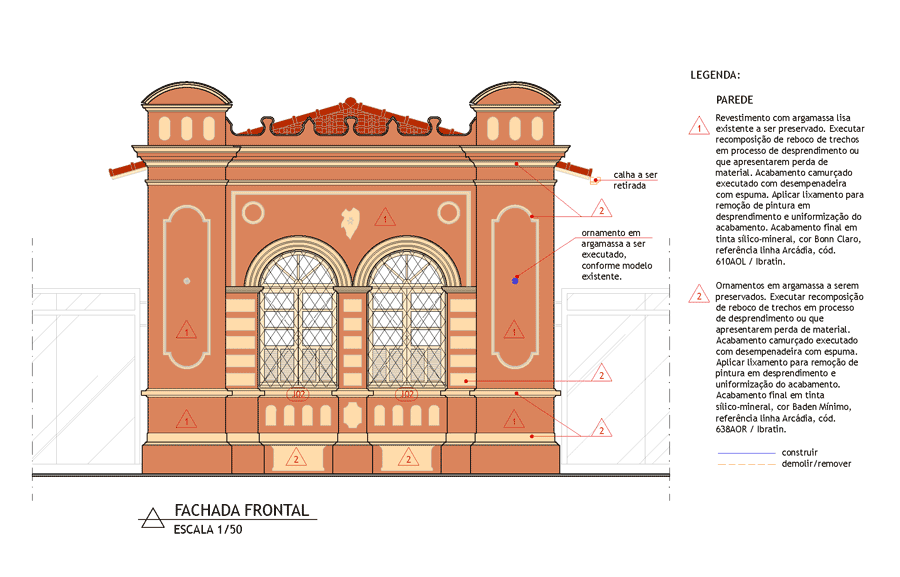 LEGENDA:
PAREDE
1
Revestimento com argamassa lisa
existente a ser preservado. Executar
recomposição de reboco de trechos
em processo de desprendimento ou
que apresentarem perda de
material. Acabamento camurçado
executado com desempenadeira
com espuma. Aplicar lixamento para
remoção de pintura em
desprendimento e uniformização do
acabamento. Acabamento final em
tinta sílico-mineral, cor Bonn Claro,
referência linha Arcádia, cód.
610AOL / Ibratin.
2
Ornamentos em argamassa a serem
preservados. Executar recomposição
de reboco de trechos em processo
de desprendimento ou que
apresentarem perda de material.
Acabamento camurçado executado
com desempenadeira com espuma.
Aplicar lixamento para remoção de
pintura em desprendimento e
uniformização do acabamento.
Acabamento final em tinta
sílico-mineral, cor Baden Mínimo,
referência linha Arcádia, cód.
638AOR / Ibratin.
construir
demolir/remover
calha a ser
retirada
2
1
ornamento em
argamassa a ser
executado,
conforme modelo
existente.
1
1
2
J02
J02
1
1
2
2
2
FACHADA FRONTAL
ESCALA 1/50